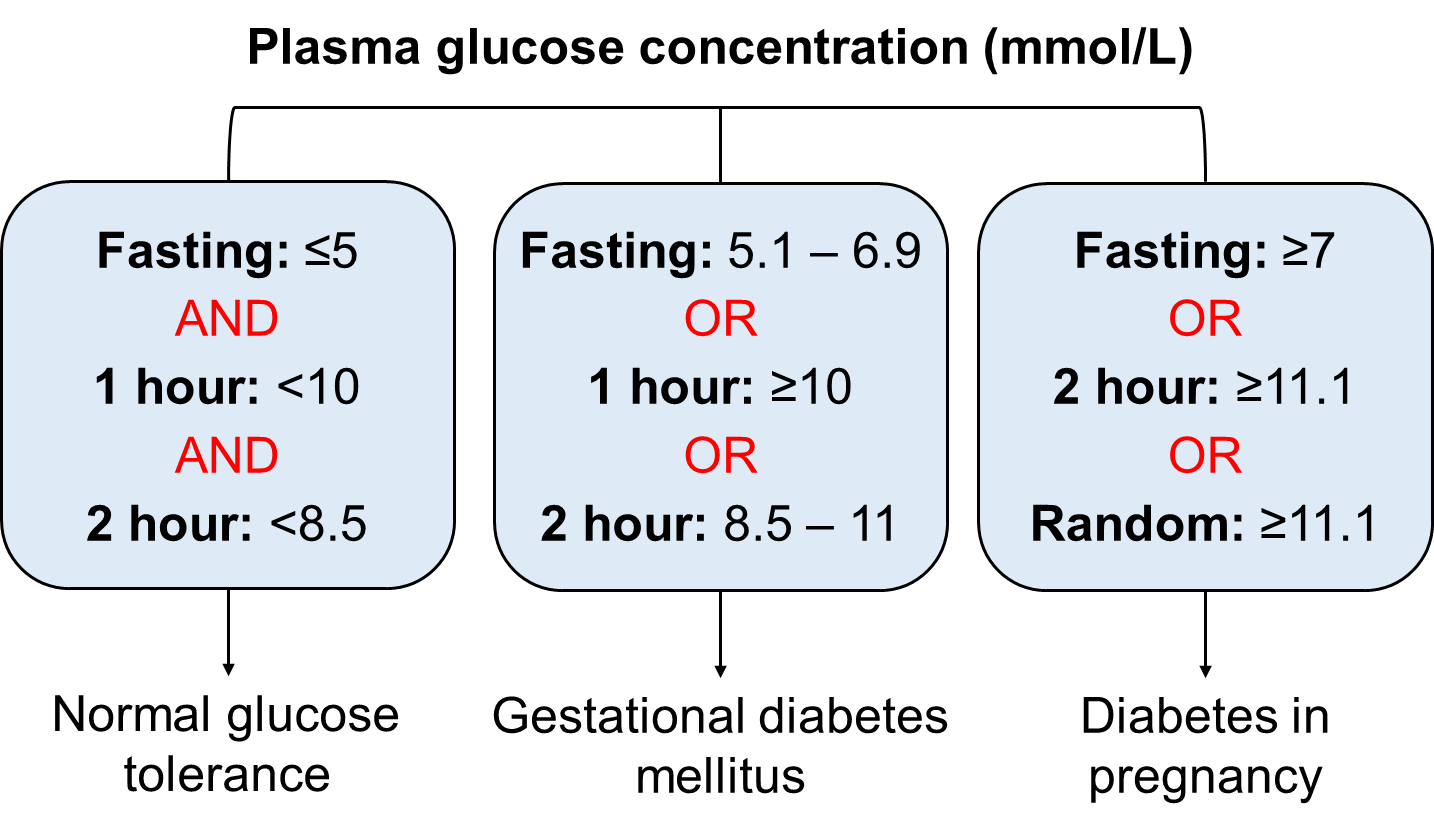 Plasma glucose concentration (mmol/L)
Fasting: ≤5
AND
1 hour: <10
AND
2 hour: <8.5
Normal glucose
tolerance
Fasting: 5.1 – 6.9
OR
1 hour: ≥10
OR
2 hour: 8.5 – 11
Gestational diabetes
mellitus
Fasting: ≥7
OR
2 hour: ≥11.1
OR
Random: ≥11.1
Diabetes in
pregnancy